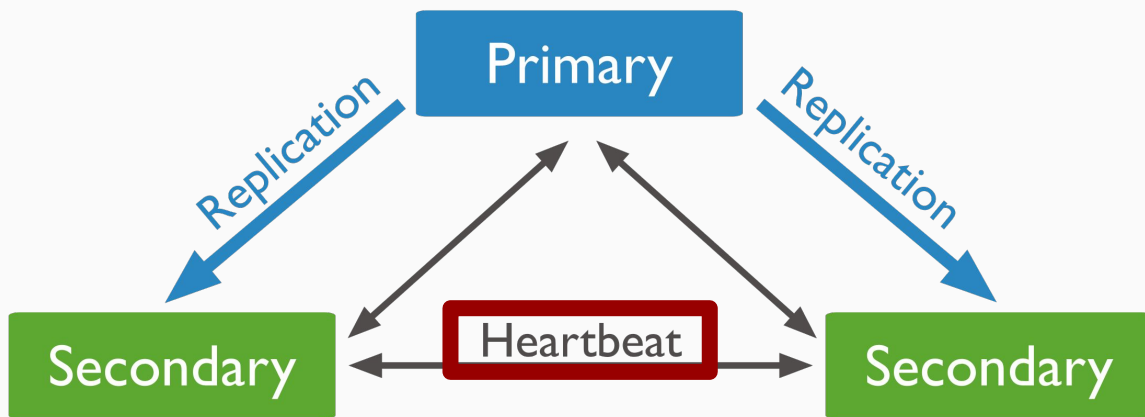 Primary
Replication
Replication
Heartbeat
Secondary
Secondary